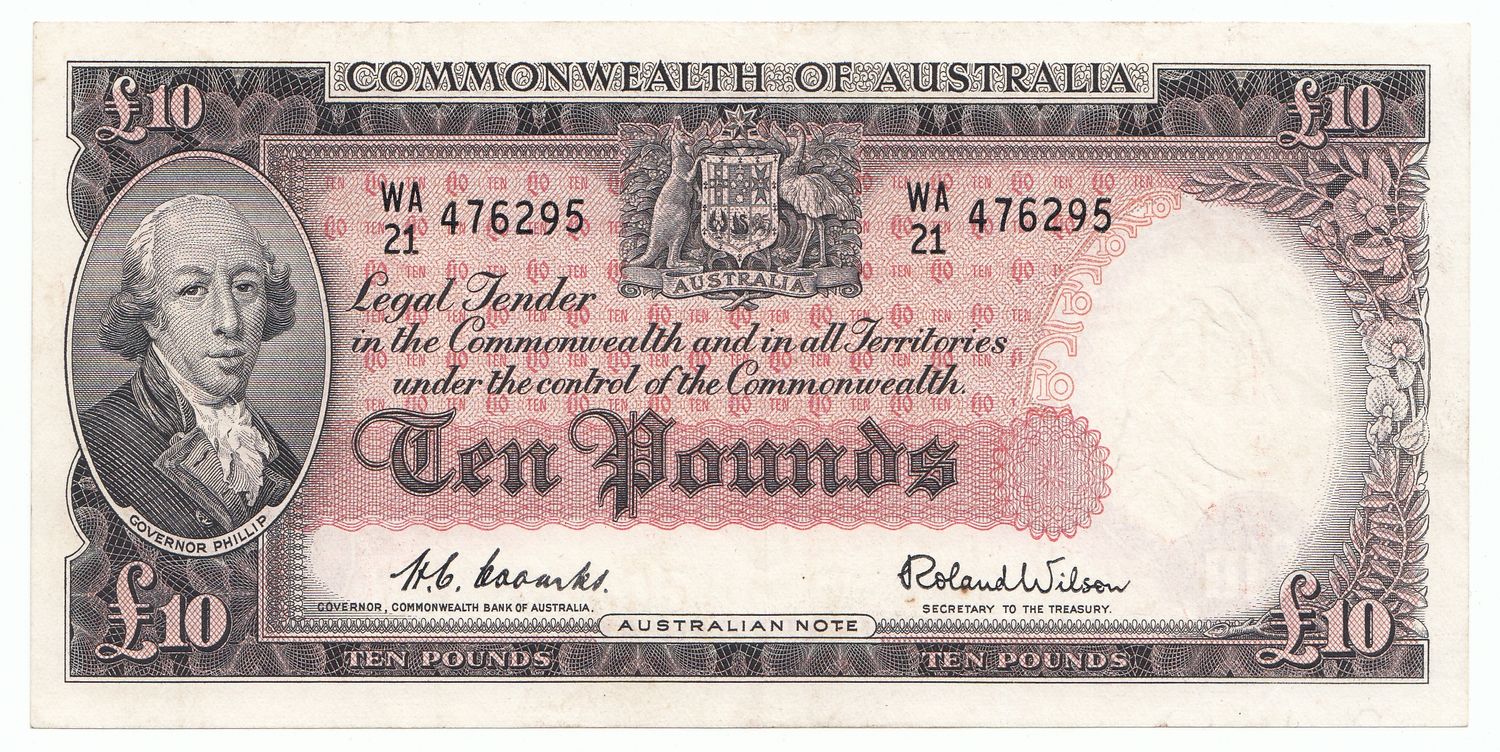 COMMONWEALTH OF AUSTRALIA
£10 £10
WA 21 476295 WA 21 476295
AUSTRALIA
Legal Tender
in the Commonwealth and in all Territories
under the control of the Commonwealth.
Ten Pounds
GOVERNOR PHILLIP
H.C. Coombs. Roland Wilson
GOVERNOR, COMMONWEALTH BANK OF AUSTRALIA. SECRETARY TO THE TREASURY.
AUSTRALIAN NOTE
£10 £10
TEN POUNDS TEN POUNDS